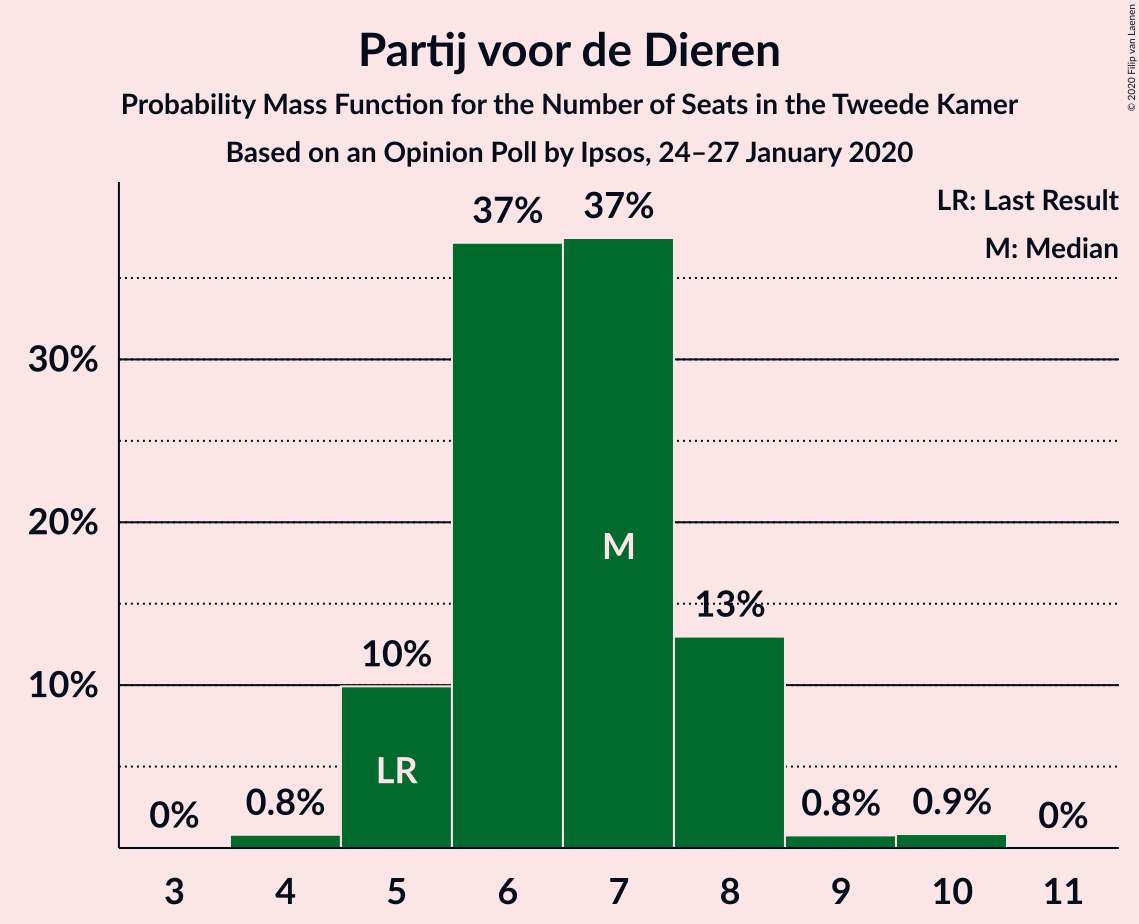 Partij voor de Dieren
Probability Mass Function for the Number of Seats in the Tweede Kamer
Based on an Opinion Poll by Ipsos, 24–27 January 2020
© 2020 Filip van Laenen
LR: Last Result
M: Median
37%
37%
30%
20%
M
13%
10%
10%
LR
0%
0.8%
0.8%
0.9%
0%
3 4 5 6 7 8 9 10 11